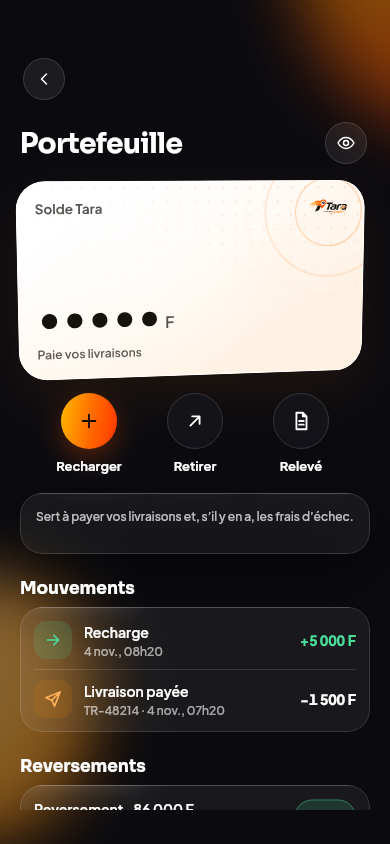 Portefeuille
Solde Tara
Tara
F
Paie vos livraisons
Recharger
Retirer
Relevé
Sert à payer vos livraisons et, s'il y en a, les frais d'échec.
Mouvements
Recharge
+5 000 F
4 nov., 08h20
Livraison payée
−1 500 F
TR-48214 · 4 nov., 07h20
Reversements
Reversement 86 000 F